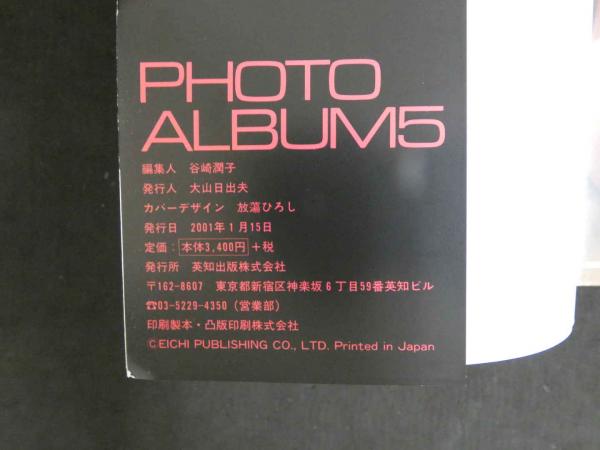 PHOTO
ALBUM5
編集人 谷崎潤子
発行人 大山日出夫
カバーデザイン 放蕩ひろし
発行日 2001年1月15日
定価：本体3,400円＋税
発行所 英知出版株式会社
〒162-8607 東京都新宿区神楽坂6丁目59番英知ビル
☎03-5229-4350（営業部）
印刷製本・凸版印刷株式会社
©EICHI PUBLISHING CO., LTD. Printed in Japan